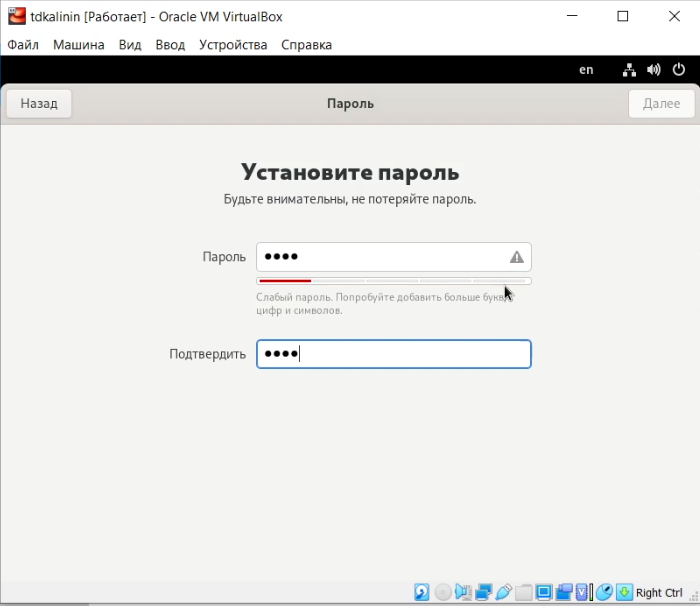 tdkalinin [Работает] - Oracle VM VirtualBox
Файл Машина Вид Ввод Устройства Справка
en
Назад Пароль Далее
Установите пароль
Будьте внимательны, не потеряйте пароль.
Пароль ●●●●
Слабый пароль. Попробуйте добавить больше букв,
цифр и символов.
Подтвердить ●●●●
Right Ctrl